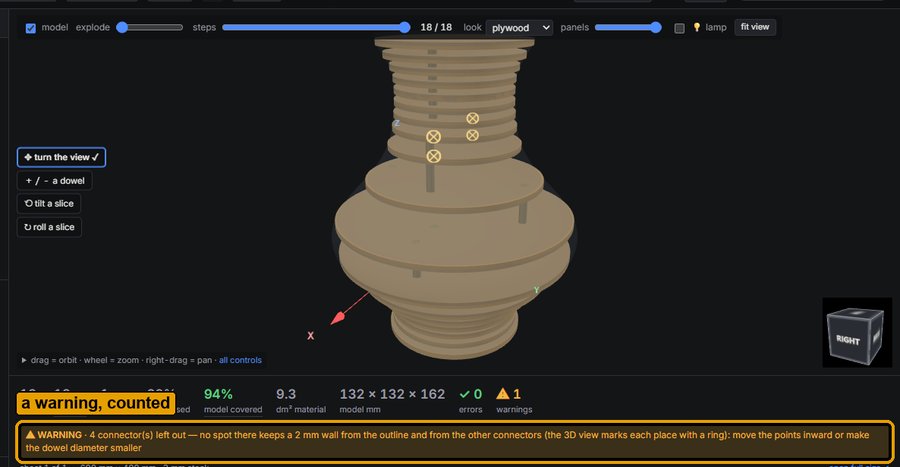 model explode steps 18 / 18 look plywood panels lamp fit view
turn the view ✓
+ / - a dowel
tilt a slice
roll a slice
Z
Y
X
RIGHT
▶ drag = orbit · wheel = zoom · right-drag = pan · all controls
94% 9.3 132 × 132 × 162 ✓ 0 ⚠ 1
model covered dm² material model mm errors warnings
a warning, counted
⚠ WARNING · 4 connector(s) left out — no spot there keeps a 2 mm wall from the outline and from the other connectors (the 3D view marks each place with a ring): move the points inward or make
the dowel diameter smaller